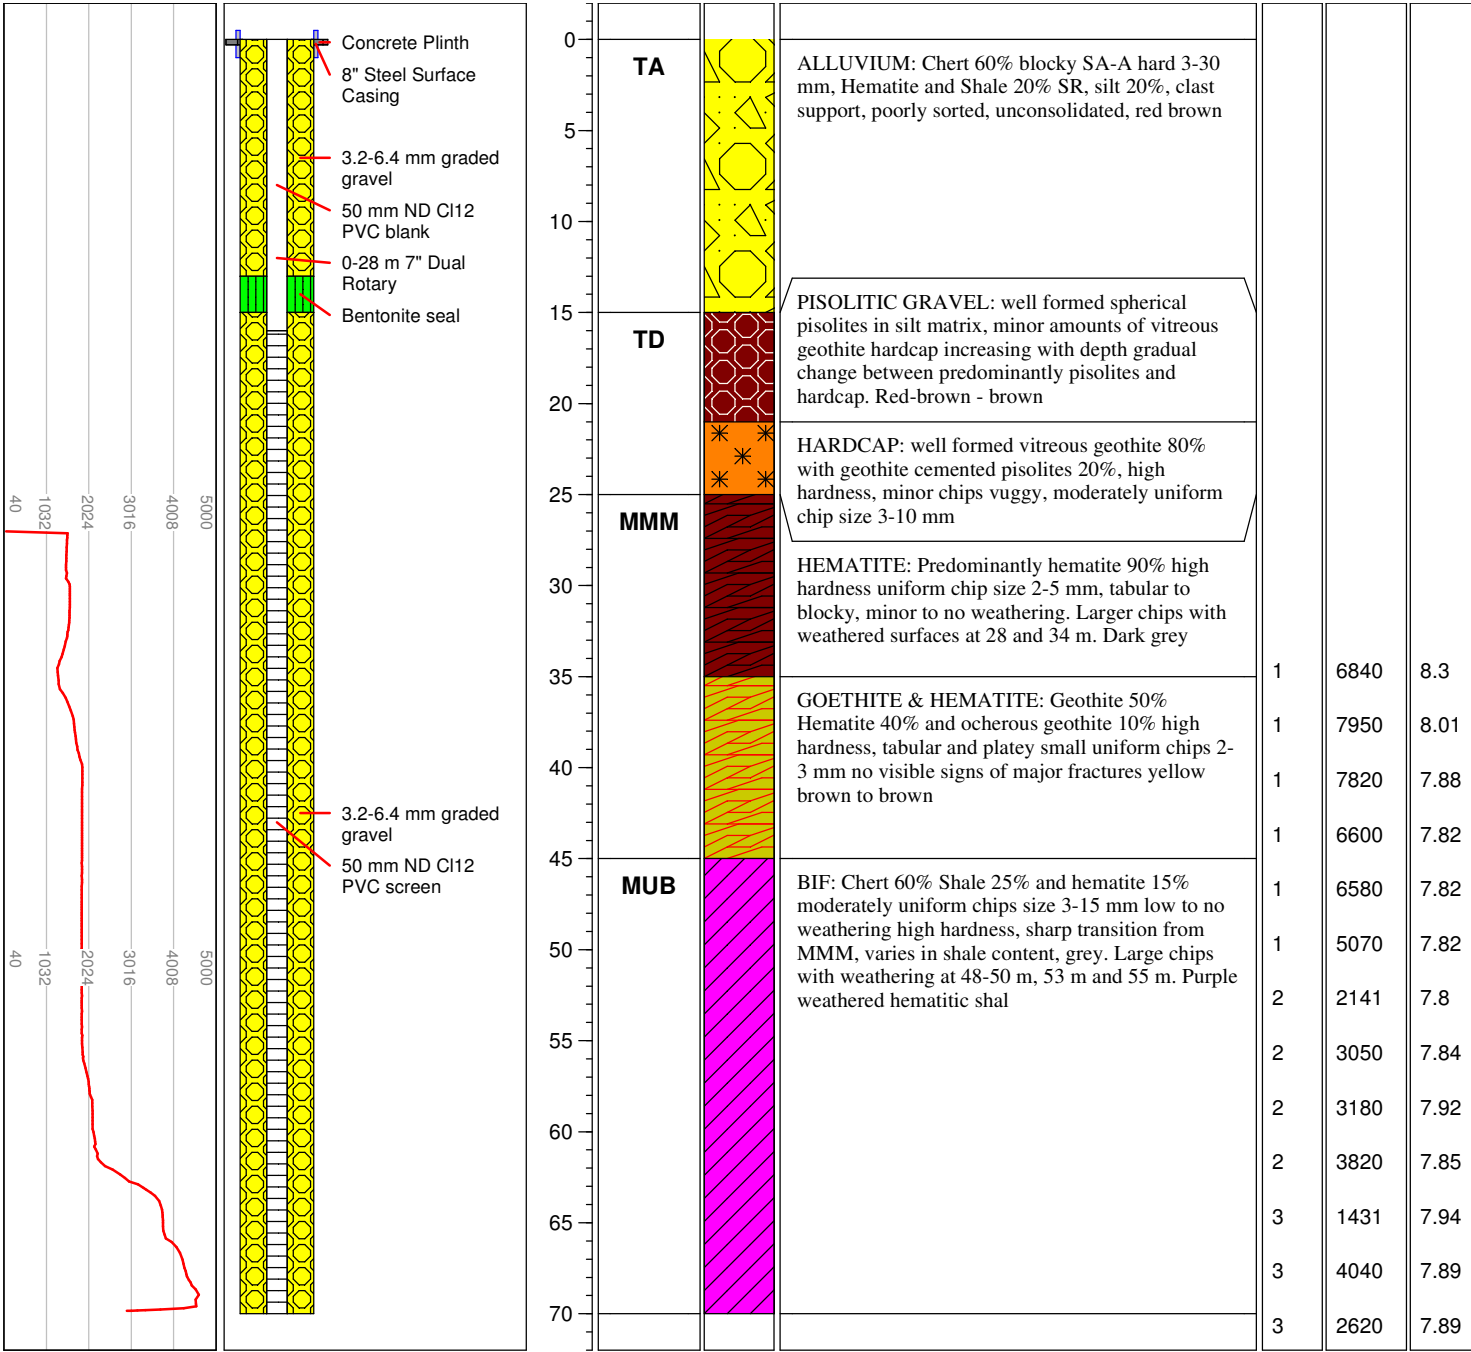 40
1032
2024
3016
4008
5000
40
1032
2024
3016
4008
5000
Concrete Plinth
8" Steel Surface
Casing
3.2-6.4 mm graded
gravel
50 mm ND Cl12
PVC blank
0-28 m 7" Dual
Rotary
Bentonite seal
3.2-6.4 mm graded
gravel
50 mm ND Cl12
PVC screen
0
5
10
15
20
25
30
35
40
45
50
55
60
65
70
TA
TD
MMM
MUB
ALLUVIUM: Chert 60% blocky SA-A hard 3-30
mm, Hematite and Shale 20% SR, silt 20%, clast
support, poorly sorted, unconsolidated, red brown
PISOLITIC GRAVEL: well formed spherical
pisolites in silt matrix, minor amounts of vitreous
geothite hardcap increasing with depth gradual
change between predominantly pisolites and
hardcap. Red-brown - brown
HARDCAP: well formed vitreous geothite 80%
with geothite cemented pisolites 20%, high
hardness, minor chips vuggy, moderately uniform
chip size 3-10 mm
HEMATITE: Predominantly hematite 90% high
hardness uniform chip size 2-5 mm, tabular to
blocky, minor to no weathering. Larger chips with
weathered surfaces at 28 and 34 m. Dark grey
GOETHITE & HEMATITE: Geothite 50%
Hematite 40% and ocherous geothite 10% high
hardness, tabular and platey small uniform chips 2-
3 mm no visible signs of major fractures yellow
brown to brown
BIF: Chert 60% Shale 25% and hematite 15%
moderately uniform chips size 3-15 mm low to no
weathering high hardness, sharp transition from
MMM, varies in shale content, grey. Large chips
with weathering at 48-50 m, 53 m and 55 m. Purple
weathered hematitic shal
1 6840 8.3
1 7950 8.01
1 7820 7.88
1 6600 7.82
1 6580 7.82
1 5070 7.82
2 2141 7.8
2 3050 7.84
2 3180 7.92
2 3820 7.85
3 1431 7.94
3 4040 7.89
3 2620 7.89